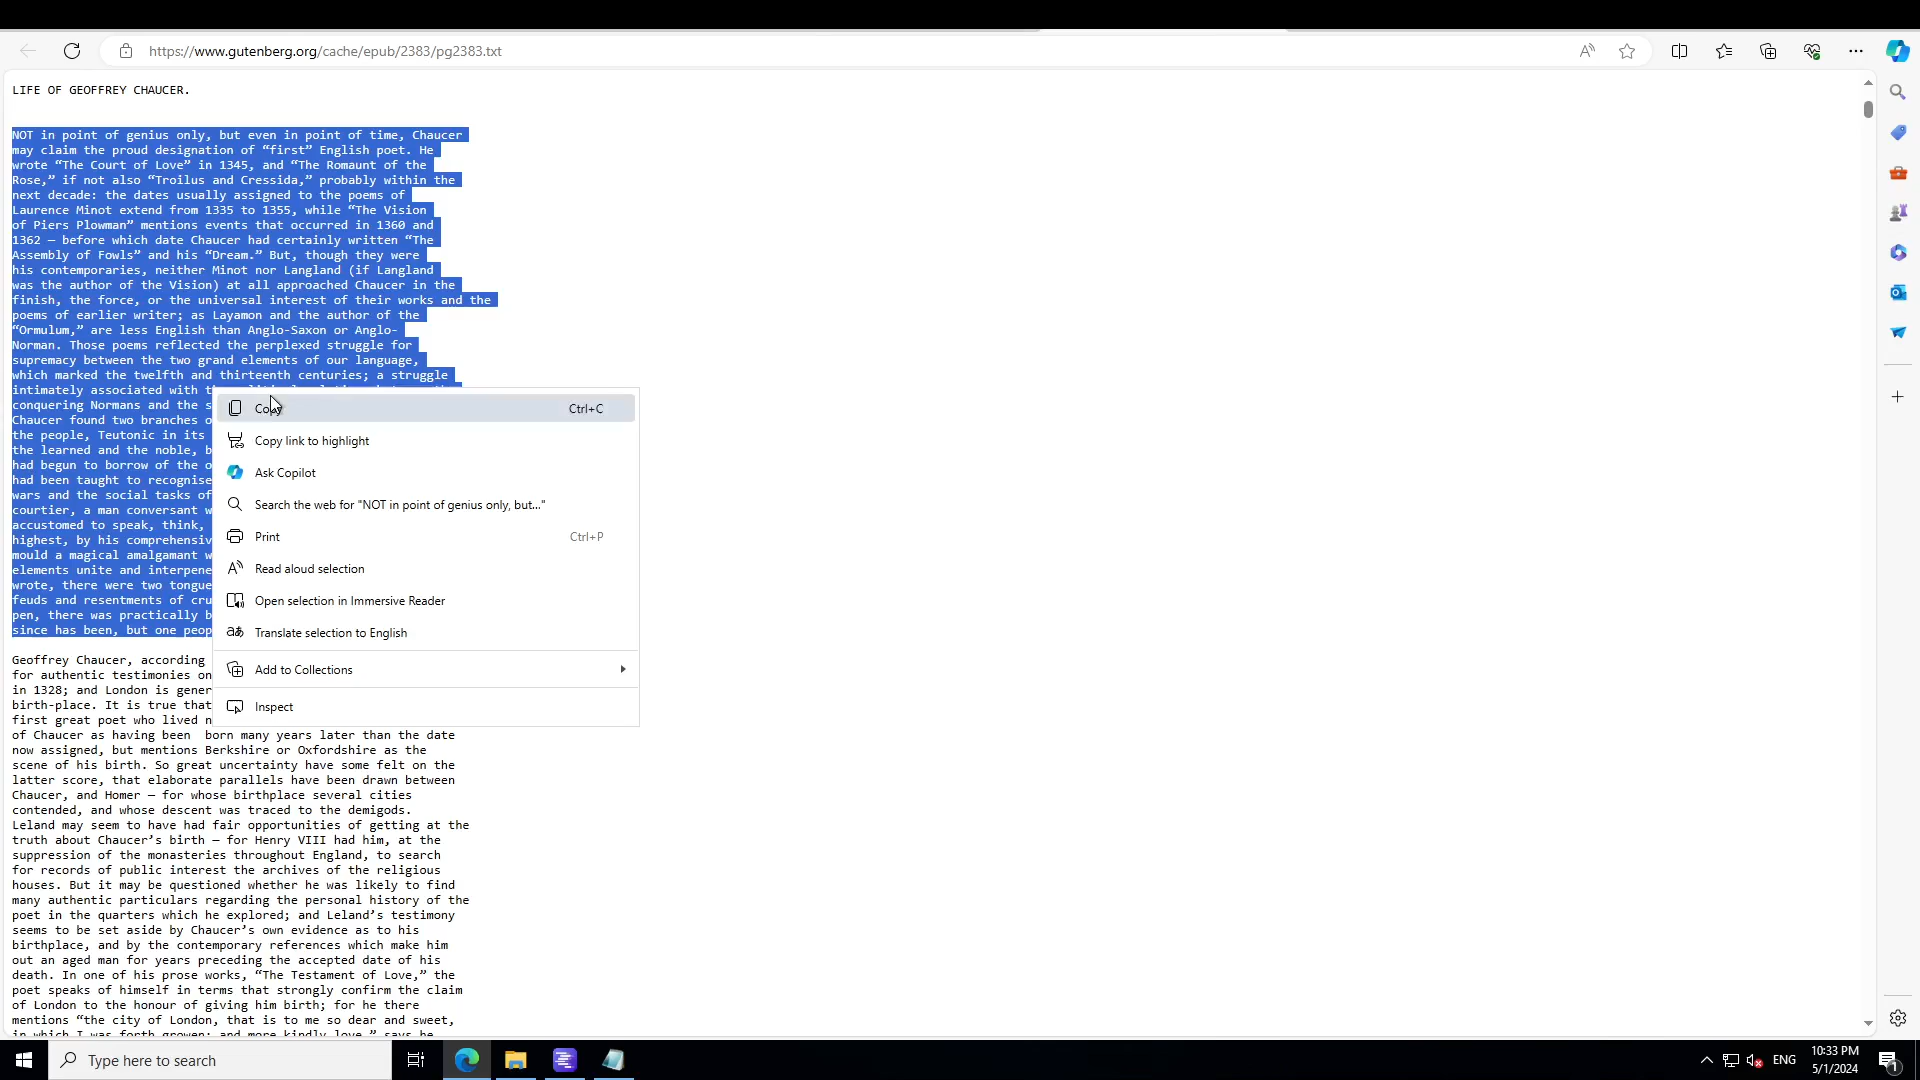 https://www.gutenberg.org/cache/epub/2383/pg2383.txt
LIFE OF GEOFFREY CHAUCER.
NOT in point of genius only, but even in point of time, Chaucer
may claim the proud designation of “first” English poet. He
wrote “The Court of Love” in 1345, and “The Romaunt of the
Rose,” if not also “Troilus and Cressida,” probably within the
next decade: the dates usually assigned to the poems of
Laurence Minot extend from 1335 to 1355, while “The Vision
of Piers Plowman” mentions events that occurred in 1360 and
1362 — before which date Chaucer had certainly written “The
Assembly of Fowls” and his “Dream.” But, though they were
his contemporaries, neither Minot nor Langland (if Langland
was the author of the Vision) at all approached Chaucer in the
finish, the force, or the universal interest of their works and the
poems of earlier writer; as Layamon and the author of the
“Ormulum,” are less English than Anglo-Saxon or Anglo-
Norman. Those poems reflected the perplexed struggle for
supremacy between the two grand elements of our language,
which marked the twelfth and thirteenth centuries; a struggle
intimately associated with
conquering Normans and the
Chaucer found two branches
the people, Teutonic in its
the learned and the noble,
had begun to borrow of the
had been taught to recognise
wars and the social tasks of
courtier, a man conversant
accustomed to speak, think,
highest, by his
mould a magical amalgamant
elements unite and
wrote, there were two
feuds and resentments of
pen, there was practically
since has been, but one
Copy Ctrl+C
Copy link to highlight
Ask Copilot
Search the web for "NOT in point of genius only, but..."
Print Ctrl+P
Read aloud selection
Open selection in Immersive Reader
Translate selection to English
Add to Collections
Inspect
Geoffrey Chaucer, according
for authentic testimonies on
in 1328; and London is
birth-place. It is true that
first great poet who lived
of Chaucer as having been  born many years later than the date
now assigned, but mentions Berkshire or Oxfordshire as the
scene of his birth. So great uncertainty have some felt on the
latter score, that elaborate parallels have been drawn between
Chaucer, and Homer — for whose birthplace several cities
contended, and whose descent was traced to the demigods.
Leland may seem to have had fair opportunities of getting at the
truth about Chaucer’s birth — for Henry VIII had him, at the
suppression of the monasteries throughout England, to search
for records of public interest the archives of the religious
houses. But it may be questioned whether he was likely to find
many authentic particulars regarding the personal history of the
poet in the quarters which he explored; and Leland’s testimony
seems to be set aside by Chaucer’s own evidence as to his
birthplace, and by the contemporary references which make him
out an aged man for years preceding the accepted date of his
death. In one of his prose works, “The Testament of Love,” the
poet speaks of himself in terms that strongly confirm the claim
of London to the honour of giving him birth; for he there
mentions “the city of London, that is to me so dear and sweet,
in which I was forth grown; and more kindly love,” says he
Type here to search
ENG
10:33 PM
5/1/2024
1